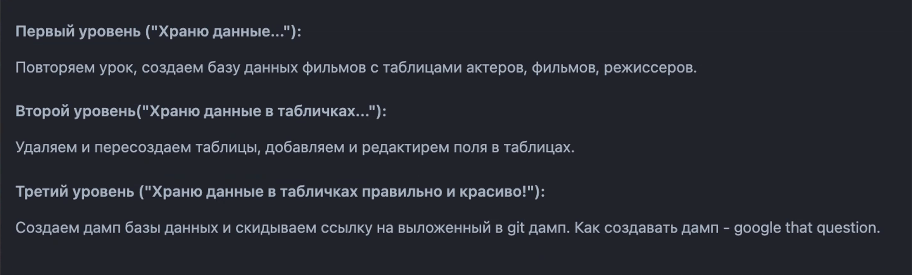 Первый уровень ("Храню данные..."):
Повторяем урок, создаем базу данных фильмов с таблицами актеров, фильмов, режиссеров.
Второй уровень("Храню данные в табличках..."):
Удаляем и пересоздаем таблицы, добавляем и редактирем поля в таблицах.
Третий уровень ("Храню данные в табличках правильно и красиво!"):
Создаем дамп базы данных и скидываем ссылку на выложенный в git дамп. Как создавать дамп - google that question.